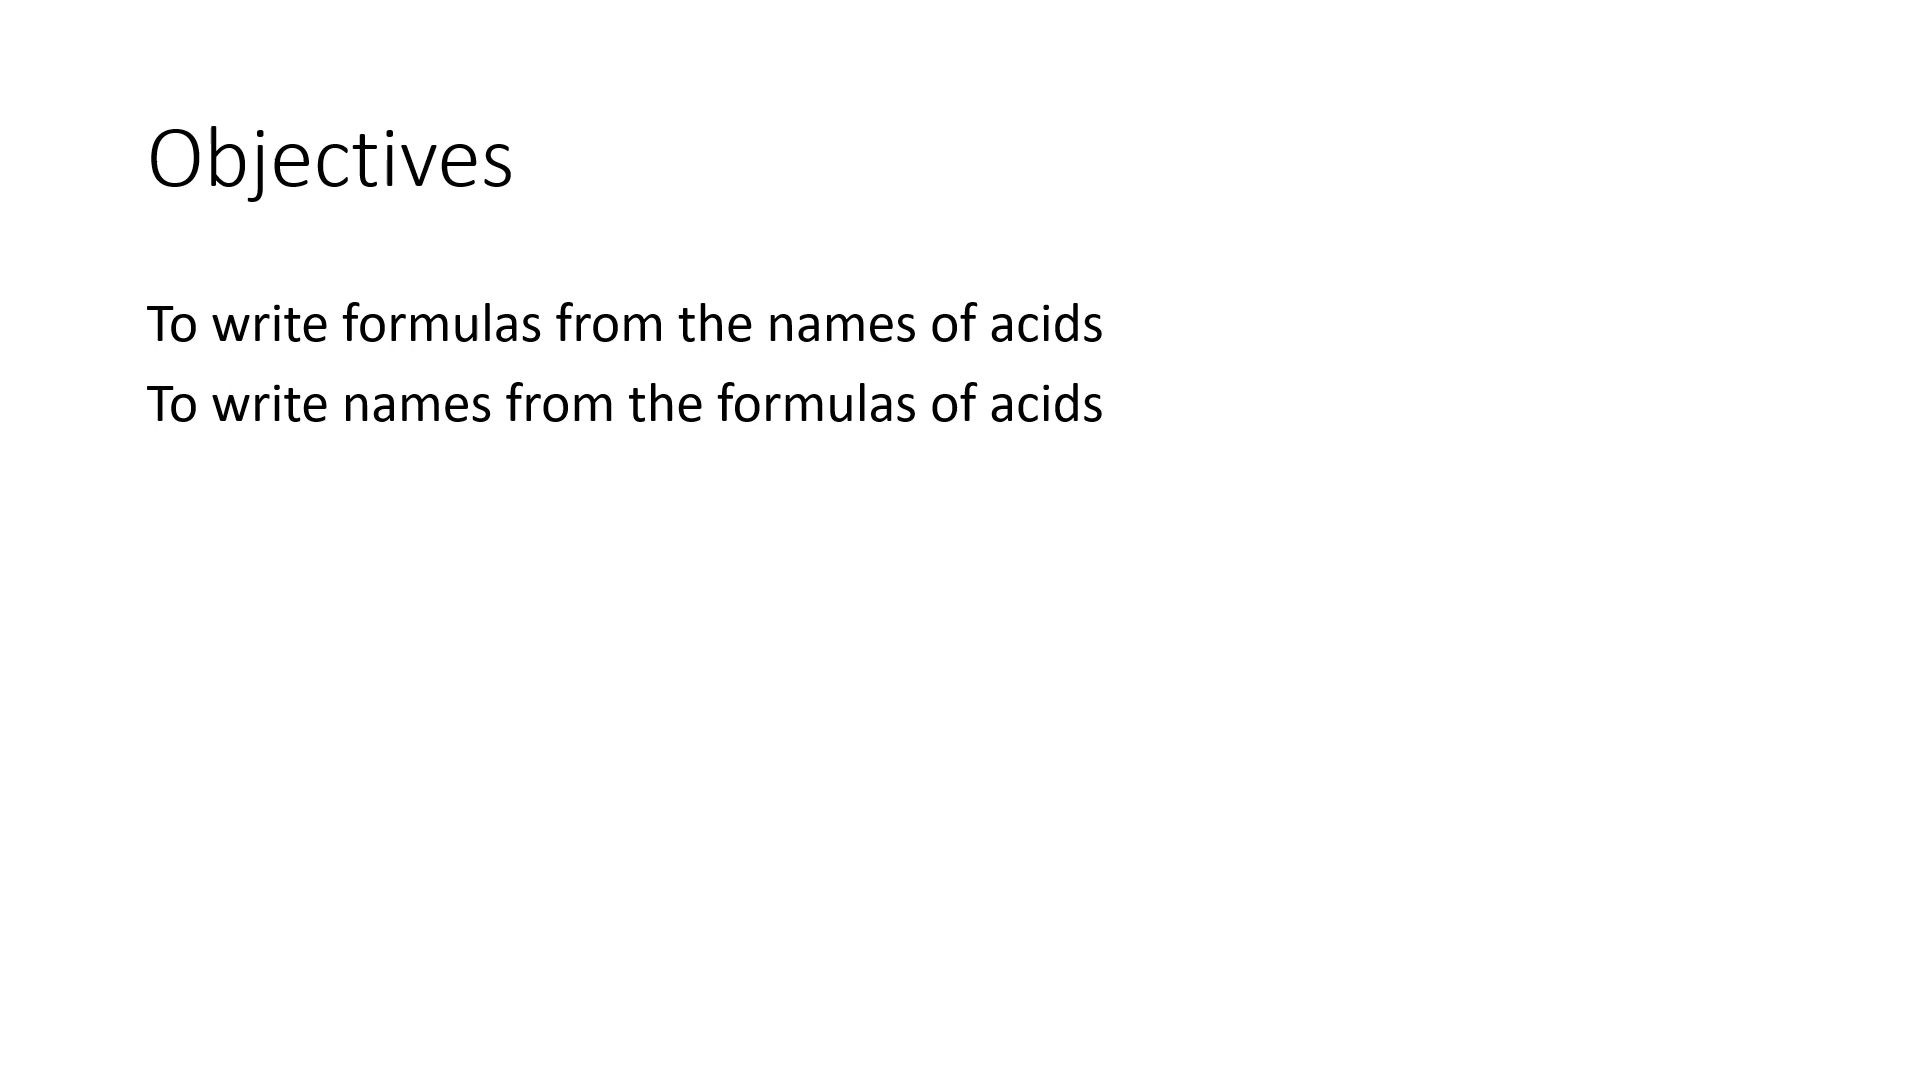 Objectives
To write formulas from the names of acids
To write names from the formulas of acids